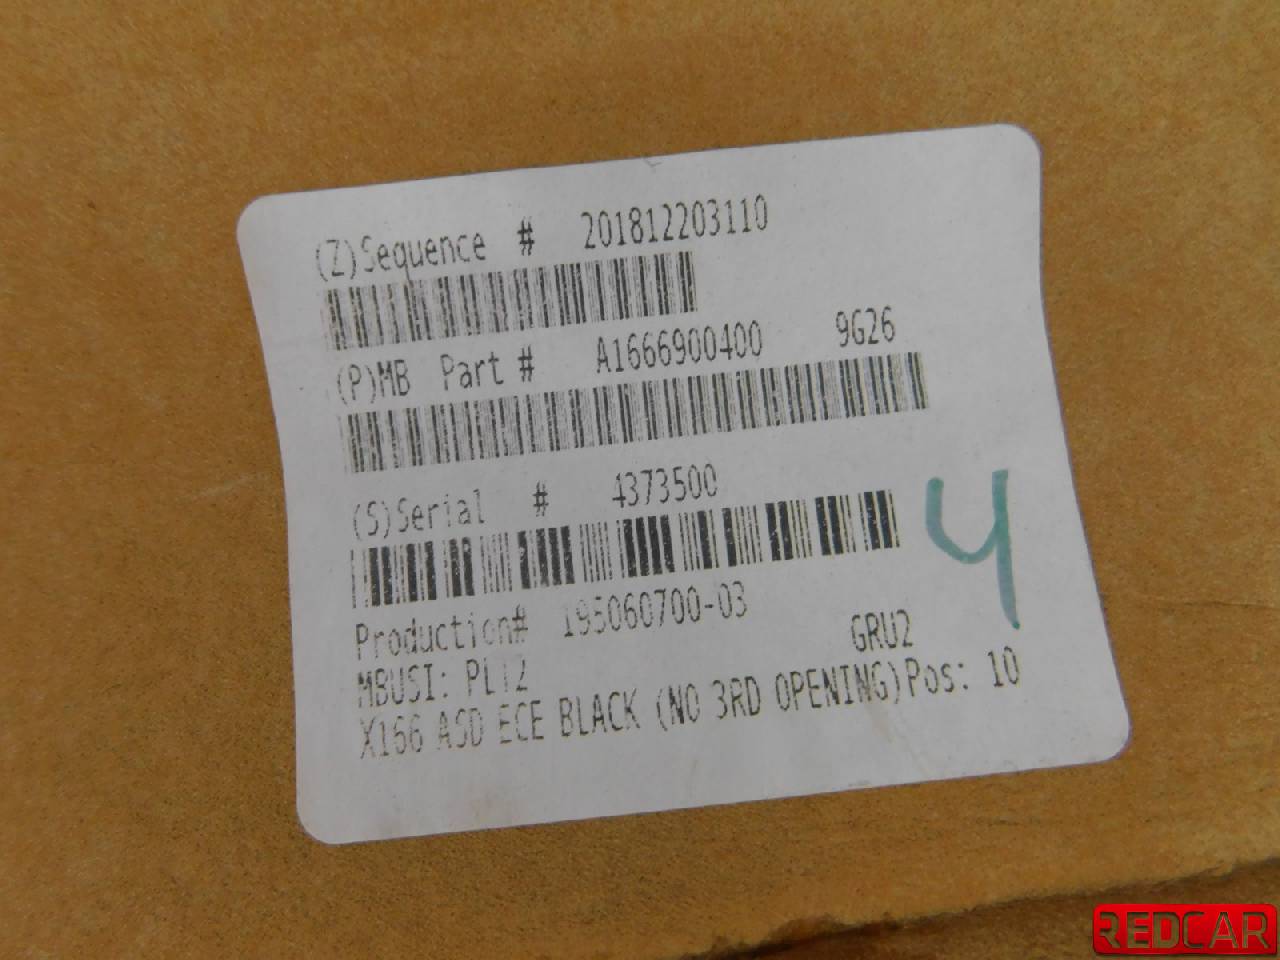 (Z)Sequence # 201812203110
(P)MB Part # A1666900400 9G26
(S)Serial # 4373500
4
Production# 195060700-03
GRU2
MBUSI: PLT2
X166 ASD ECE BLACK (NO 3RD OPENING)Pos: 10
REDCAR